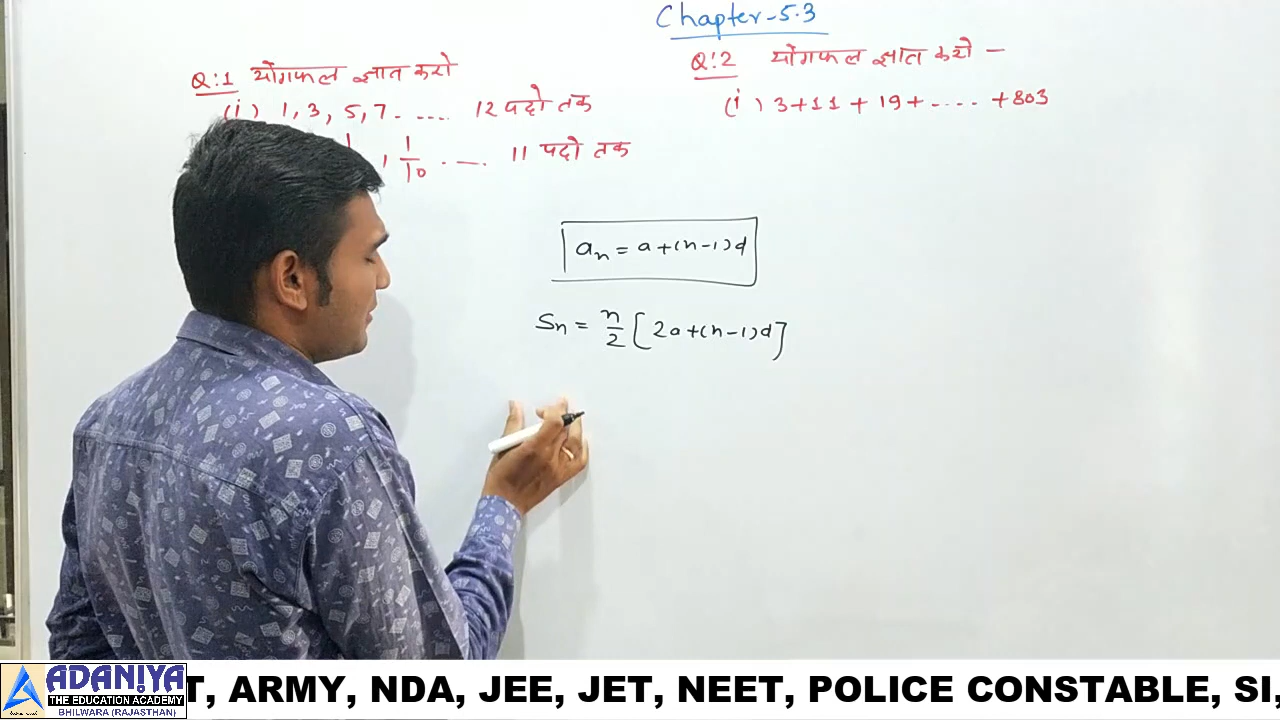 Chapter-5.3
Q:1 योगफल ज्ञात करो
(i) 1, 3, 5, 7- ..... 12 पदो तक
, 1/10 ..... 11 पदो तक
Q:2 योगफल ज्ञात करो —
(i) 3+11 + 19+ ..... +803
an = a+(n-1)d
Sn = n/2 [2a+(n-1)d]
ADANIYA
THE EDUCATION ACADEMY
BHILWARA (RAJASTHAN)
T, ARMY, NDA, JEE, JET, NEET, POLICE CONSTABLE, SI,